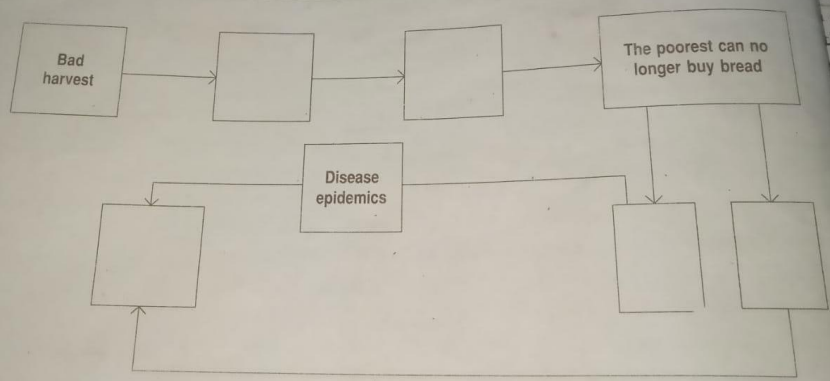 Bad
harvest
The poorest can no
longer buy bread
Disease
epidemics